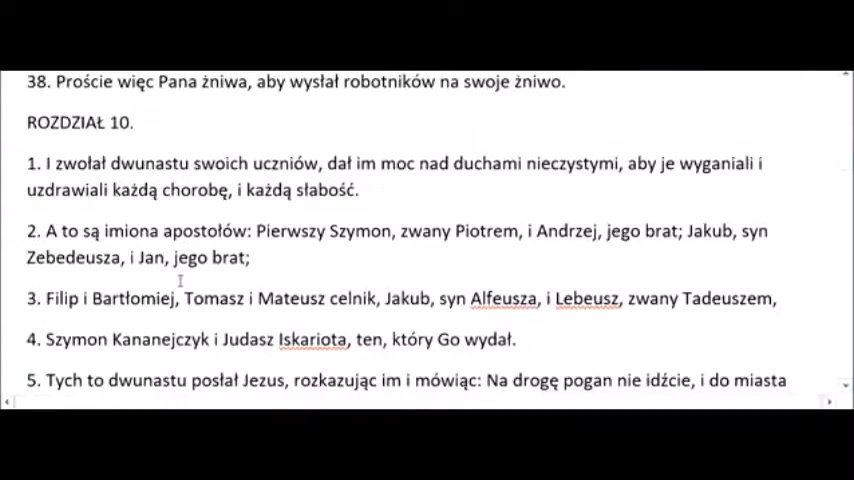 38. Proście więc Pana żniwa, aby wysłał robotników na swoje żniwo.
ROZDZIAŁ 10.
1. I zwołał dwunastu swoich uczniów, dał im moc nad duchami nieczystymi, aby je wyganiali i
uzdrawiali każdą chorobę, i każdą słabość.
2. A to są imiona apostołów: Pierwszy Szymon, zwany Piotrem, i Andrzej, jego brat; Jakub, syn
Zebedeusza, i Jan, jego brat;
3. Filip i Bartłomiej, Tomasz i Mateusz celnik, Jakub, syn Alfeusza, i Lebeusz, zwany Tadeuszem,
4. Szymon Kananejczyk i Judasz Iskariota, ten, który Go wydał.
5. Tych to dwunastu posłał Jezus, rozkazując im i mówiąc: Na drogę pogan nie idźcie, i do miasta